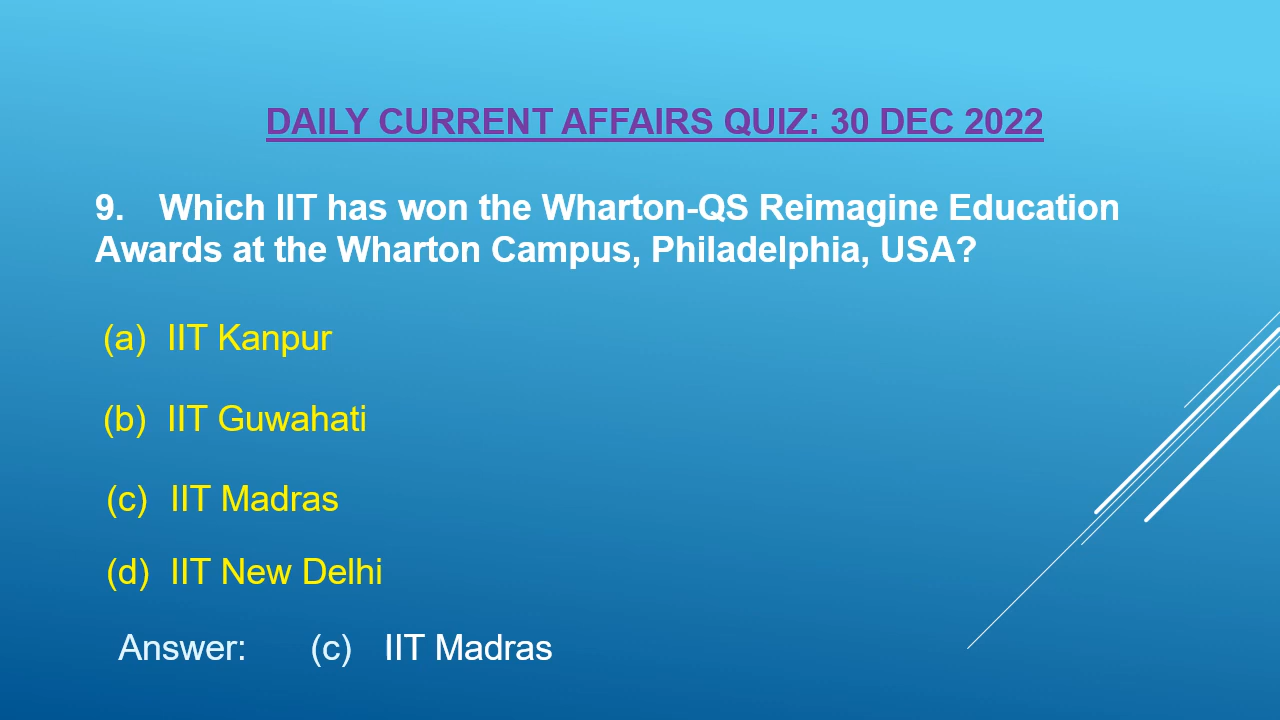 DAILY CURRENT AFFAIRS QUIZ: 30 DEC 2022
9. Which IIT has won the Wharton-QS Reimagine Education
Awards at the Wharton Campus, Philadelphia, USA?
(a) IIT Kanpur
(b) IIT Guwahati
(c) IIT Madras
(d) IIT New Delhi
Answer: (c) IIT Madras